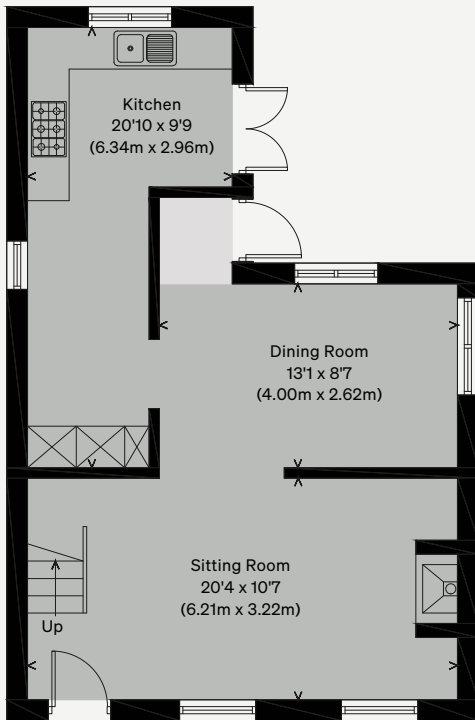 Kitchen
20'10 x 9'9
(6.34m x 2.96m)
Dining Room
13'1 x 8'7
(4.00m x 2.62m)
Sitting Room
20'4 x 10'7
(6.21m x 3.22m)
Up